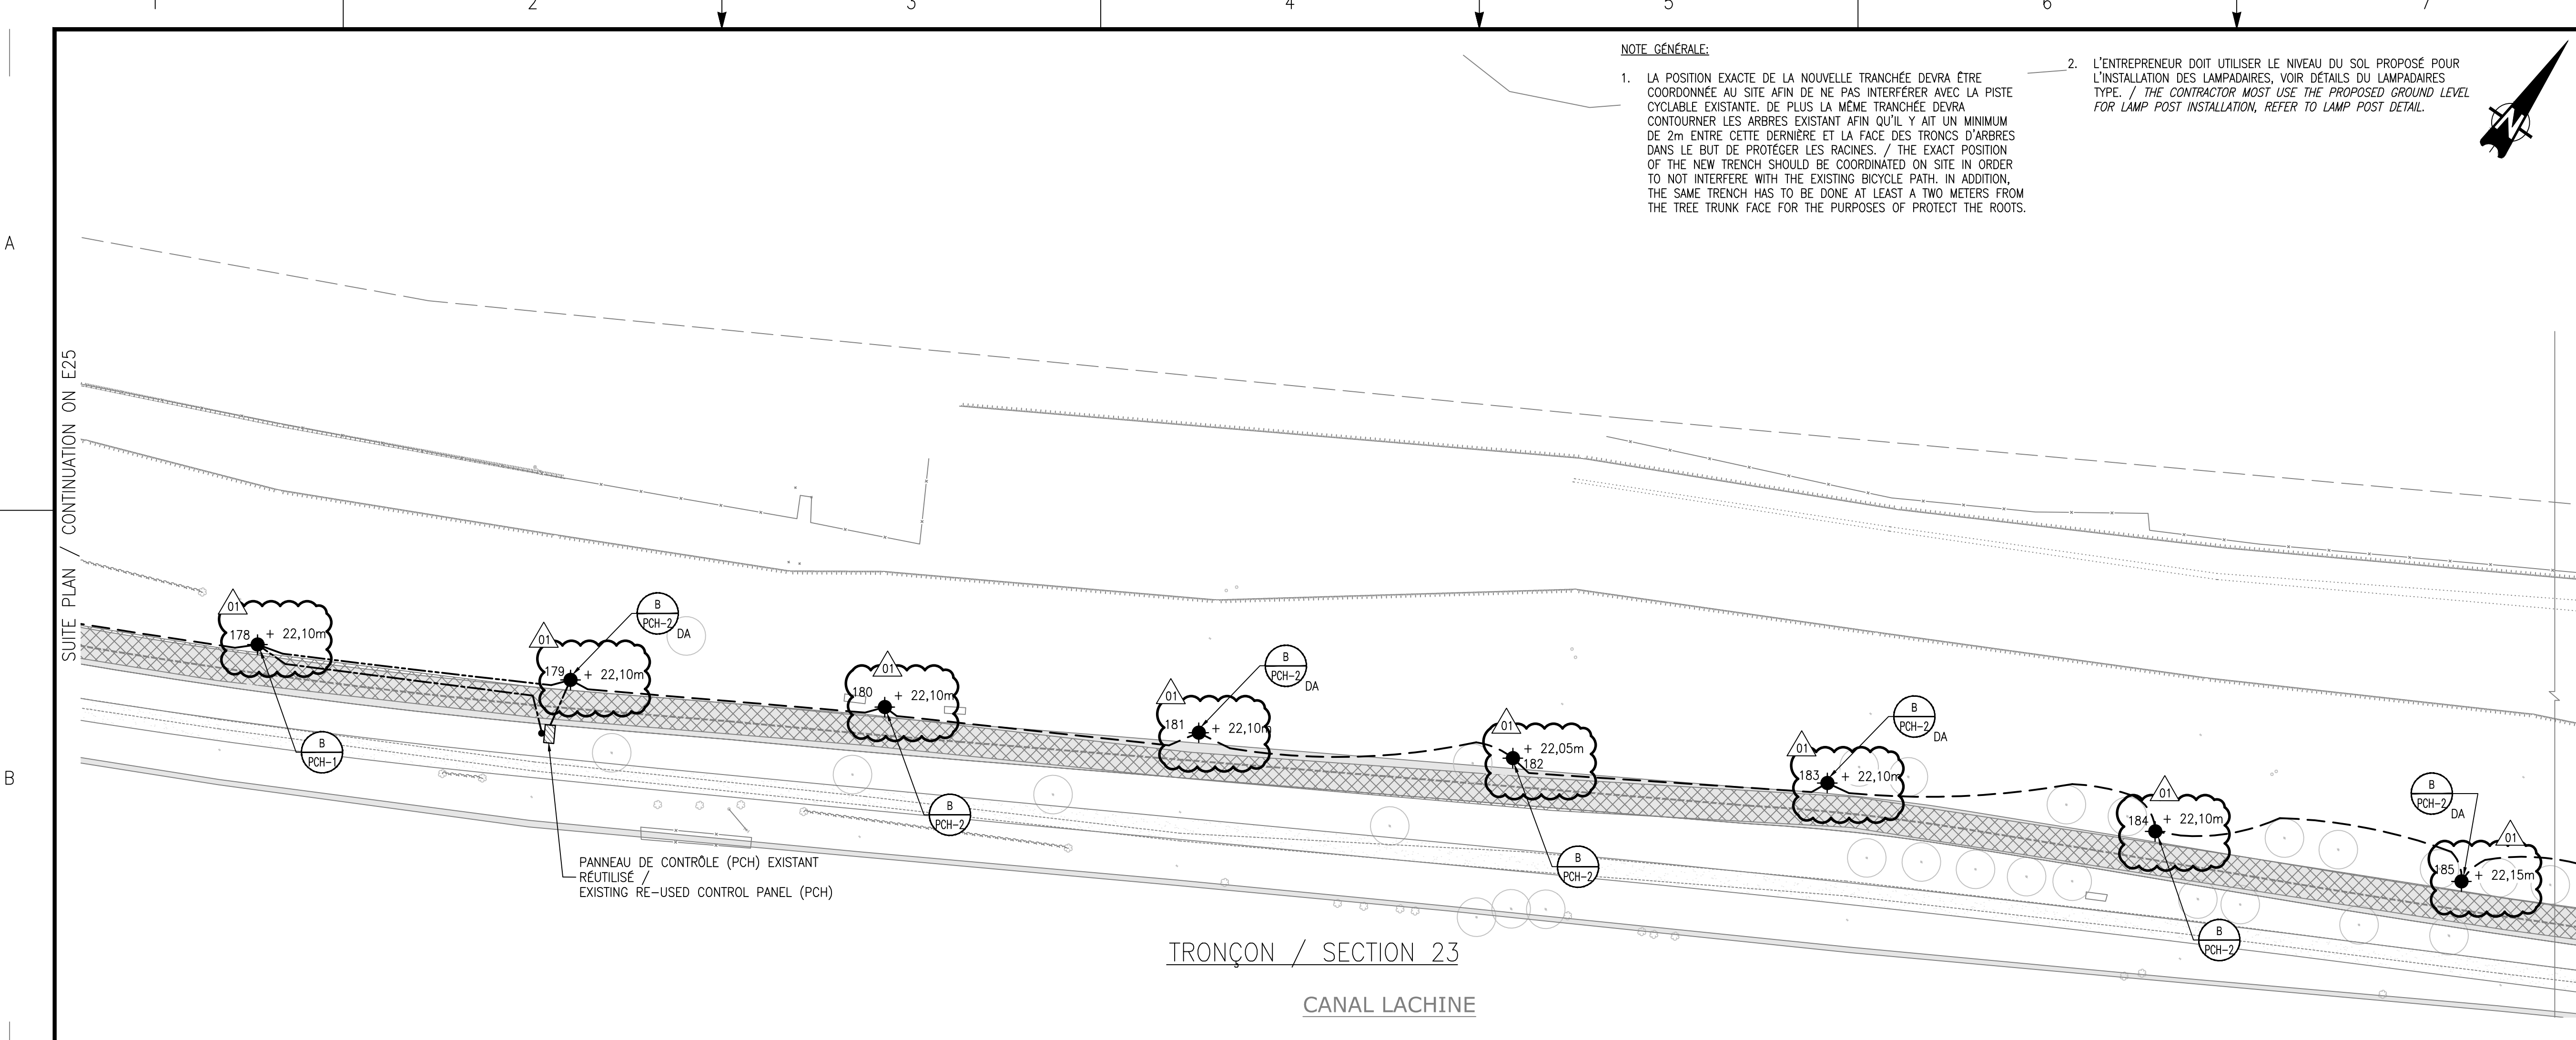 1 2 3 4 5 6 7
NOTE GÉNÉRALE:
1. LA POSITION EXACTE DE LA NOUVELLE TRANCHÉE DEVRA ÊTRE
COORDONNÉE AU SITE AFIN DE NE PAS INTERFÉRER AVEC LA PISTE
CYCLABLE EXISTANTE. DE PLUS LA MÊME TRANCHÉE DEVRA
CONTOURNER LES ARBRES EXISTANT AFIN QU'IL Y AIT UN MINIMUM
DE 2m ENTRE CETTE DERNIÈRE ET LA FACE DES TRONCS D'ARBRES
DANS LE BUT DE PROTÉGER LES RACINES. / THE EXACT POSITION
OF THE NEW TRENCH SHOULD BE COORDINATED ON SITE IN ORDER
TO NOT INTERFERE WITH THE EXISTING BICYCLE PATH. IN ADDITION,
THE SAME TRENCH HAS TO BE DONE AT LEAST A TWO METERS FROM
THE TREE TRUNK FACE FOR THE PURPOSES OF PROTECT THE ROOTS.
2. L'ENTREPRENEUR DOIT UTILISER LE NIVEAU DU SOL PROPOSÉ POUR
L'INSTALLATION DES LAMPADAIRES, VOIR DÉTAILS DU LAMPADAIRES
TYPE. / THE CONTRACTOR MOST USE THE PROPOSED GROUND LEVEL
FOR LAMP POST INSTALLATION, REFER TO LAMP POST DETAIL.
N
A
B
SUITE PLAN / CONTINUATION ON E25
01
178 + 22,10m
B
PCH-1
01
179 + 22,10m
B
PCH-2
DA
01
180 + 22,10m
B
PCH-2
01
181 + 22,10m
B
PCH-2
DA
01
+ 22,05m
182
B
PCH-2
01
183 + 22,10m
B
PCH-2
DA
01
184 + 22,10m
B
PCH-2
01
185 + 22,15m
B
PCH-2
DA
PANNEAU DE CONTRÔLE (PCH) EXISTANT
RÉUTILISÉ /
EXISTING RE-USED CONTROL PANEL (PCH)
TRONÇON / SECTION 23
CANAL LACHINE